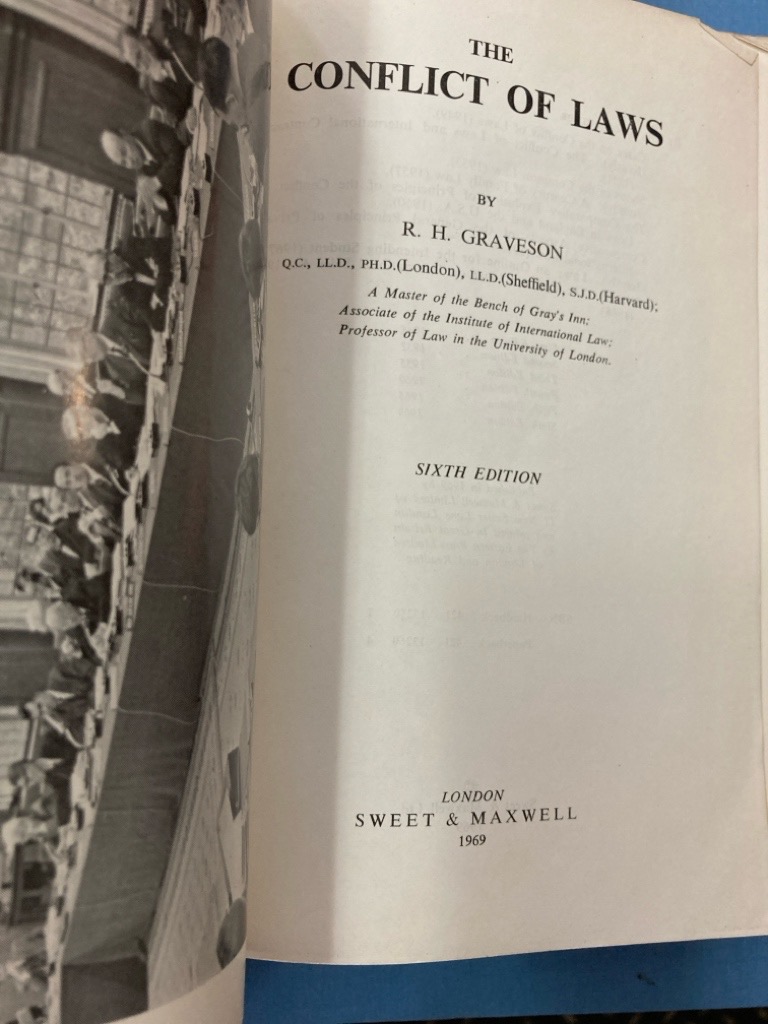 THE
CONFLICT OF LAWS
BY
R. H. GRAVESON
Q.C., LL.D., PH.D.(London), LL.D.(Sheffield), S.J.D.(Harvard);
A Master of the Bench of Gray's Inn;
Associate of the Institute of International Law;
Professor of Law in the University of London.
SIXTH EDITION
LONDON
SWEET & MAXWELL
1969